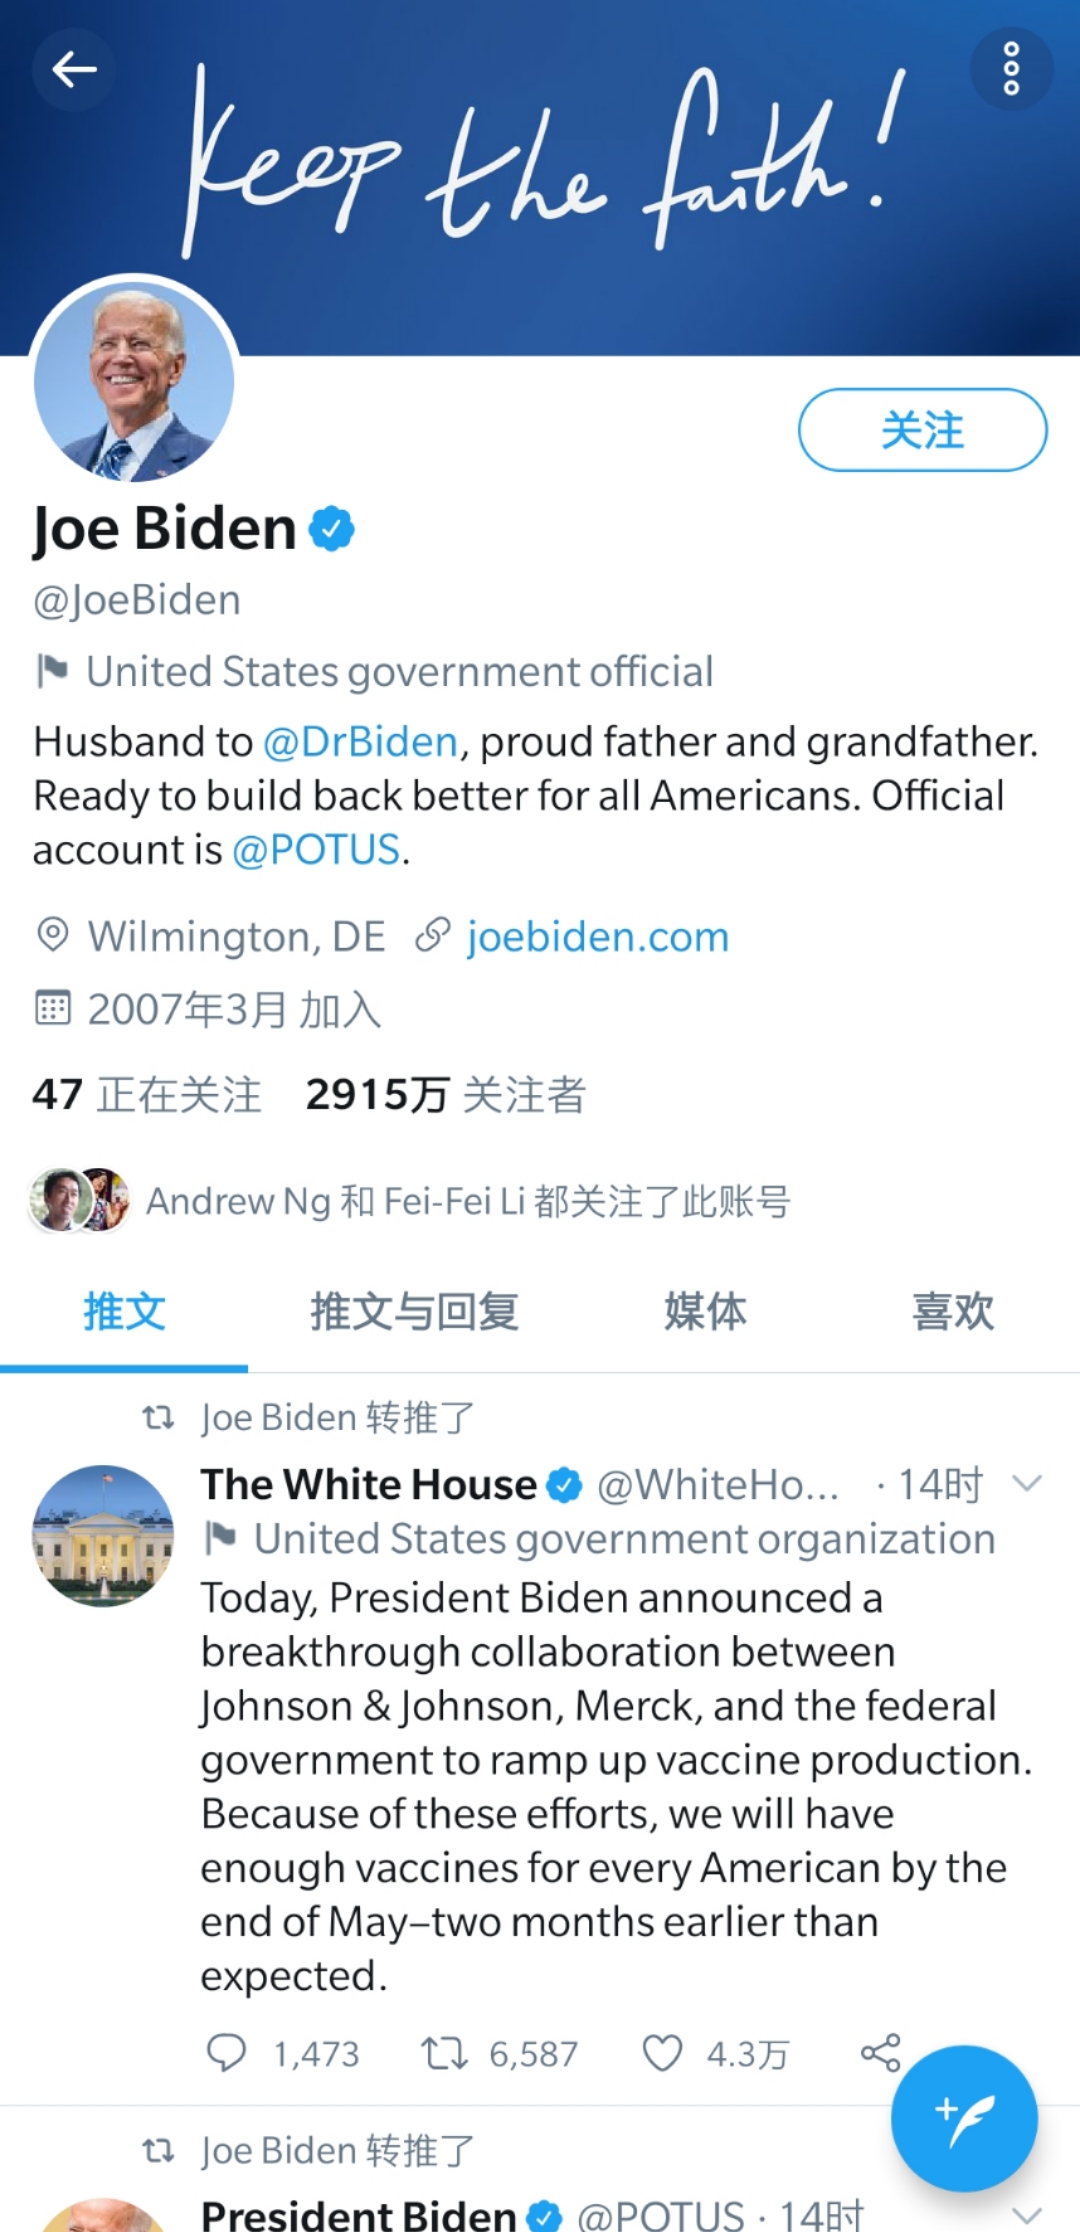 Keep the faith!
关注
Joe Biden
@JoeBiden
United States government official
Husband to @DrBiden, proud father and grandfather.
Ready to build back better for all Americans. Official
account is @POTUS.
Wilmington, DE joebiden.com
2007年3月 加入
47 正在关注 2915万 关注者
Andrew Ng 和 Fei-Fei Li 都关注了此账号
推文 推文与回复 媒体 喜欢
Joe Biden 转推了
The White House @WhiteHo... · 14时
United States government organization
Today, President Biden announced a
breakthrough collaboration between
Johnson & Johnson, Merck, and the federal
government to ramp up vaccine production.
Because of these efforts, we will have
enough vaccines for every American by the
end of May–two months earlier than
expected.
1,473 6,587 4.3万
Joe Biden 转推了
President Biden @POTUS · 14时